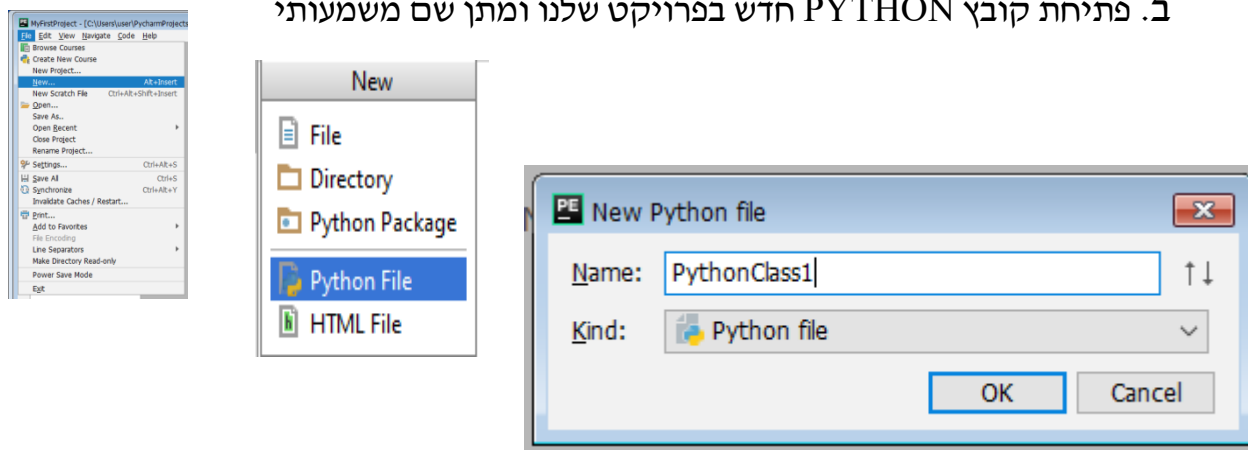 ב. פתיחת קובץ PYTHON חדש בפרויקט שלנו ומתן שם משמעותי
MyFirstProject - [C:\Users\user\PycharmProjects
File Edit View Navigate Code Help
Browse Courses
Create New Course
New Project...
New... Alt+Insert
New Scratch File Ctrl+Alt+Shift+Insert
Open...
Save As..
Open Recent
Close Project
Rename Project...
Settings... Ctrl+Alt+S
Save All Ctrl+S
Synchronize Ctrl+Alt+Y
Invalidate Caches / Restart...
Print...
Add to Favorites
File Encoding
Line Separators
Make Directory Read-only
Power Save Mode
Exit
New
File
Directory
Python Package
Python File
HTML File
PE New Python file
Name: PythonClass1
Kind: Python file
OK Cancel